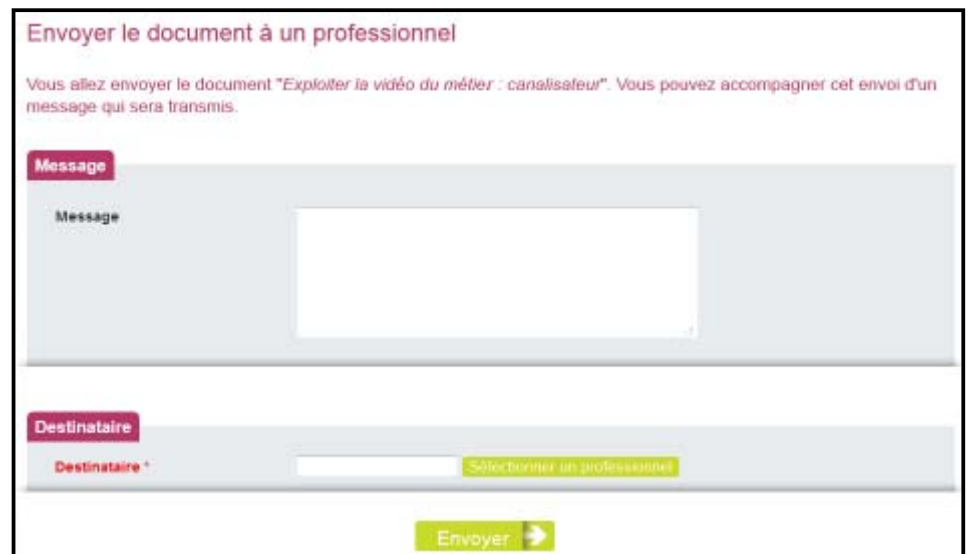 Envoyer le document à un professionnel
Vous allez envoyer le document "Exploiter la vidéo du métier : canalisateur". Vous pouvez accompagner cet envoi d'un
message qui sera transmis.
Message
Message
Destinataire
Destinataire * Sélectionner un professionnel
Envoyer